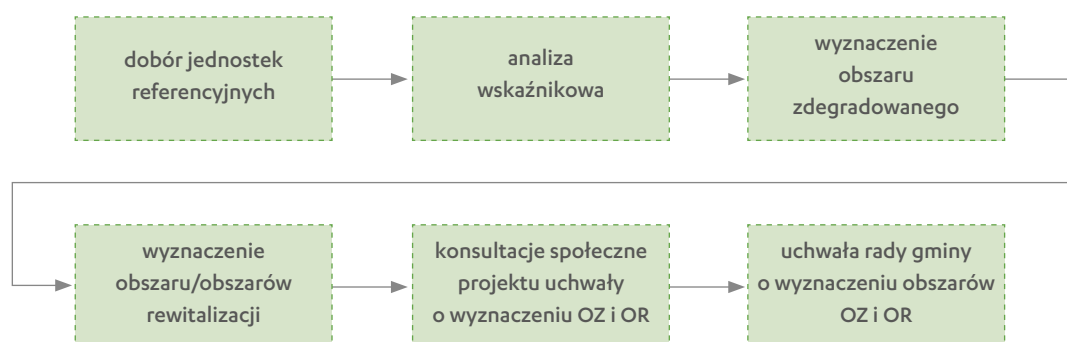 dobór jednostek
referencyjnych
analiza
wskaźnikowa
wyznaczenie
obszaru
zdegradowanego
wyznaczenie
obszaru/obszarów
rewitalizacji
konsultacje społeczne
projektu uchwały
o wyznaczeniu OZ i OR
uchwała rady gminy
o wyznaczeniu obszarów
OZ i OR